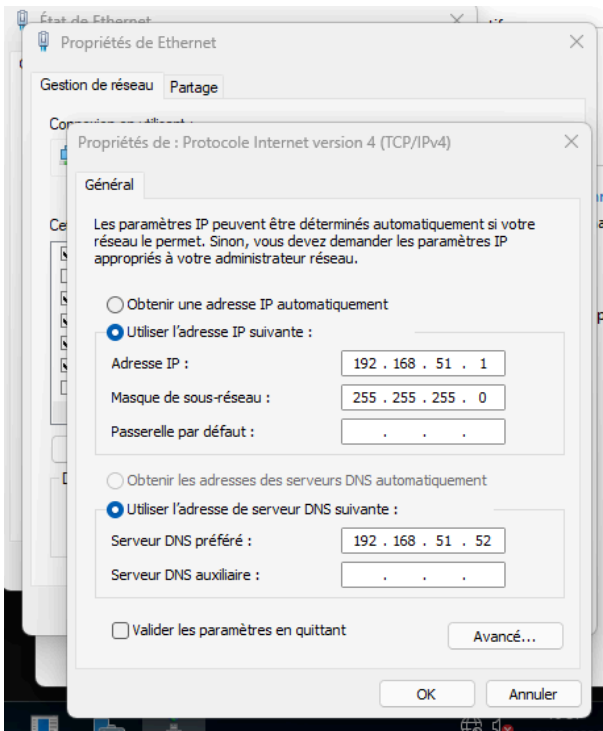 État de Ethernet
Propriétés de Ethernet
Gestion de réseau
Partage
Connexion en utilisant :
Propriétés de : Protocole Internet version 4 (TCP/IPv4)
Général
Les paramètres IP peuvent être déterminés automatiquement si votre
réseau le permet. Sinon, vous devez demander les paramètres IP
appropriés à votre administrateur réseau.
Obtenir une adresse IP automatiquement
Utiliser l'adresse IP suivante :
Adresse IP :
192 . 168 . 51 . 1
Masque de sous-réseau :
255 . 255 . 255 . 0
Passerelle par défaut :
. . .
Obtenir les adresses des serveurs DNS automatiquement
Utiliser l'adresse de serveur DNS suivante :
Serveur DNS préféré :
192 . 168 . 51 . 52
Serveur DNS auxiliaire :
. . .
Valider les paramètres en quittant
Avancé...
OK
Annuler